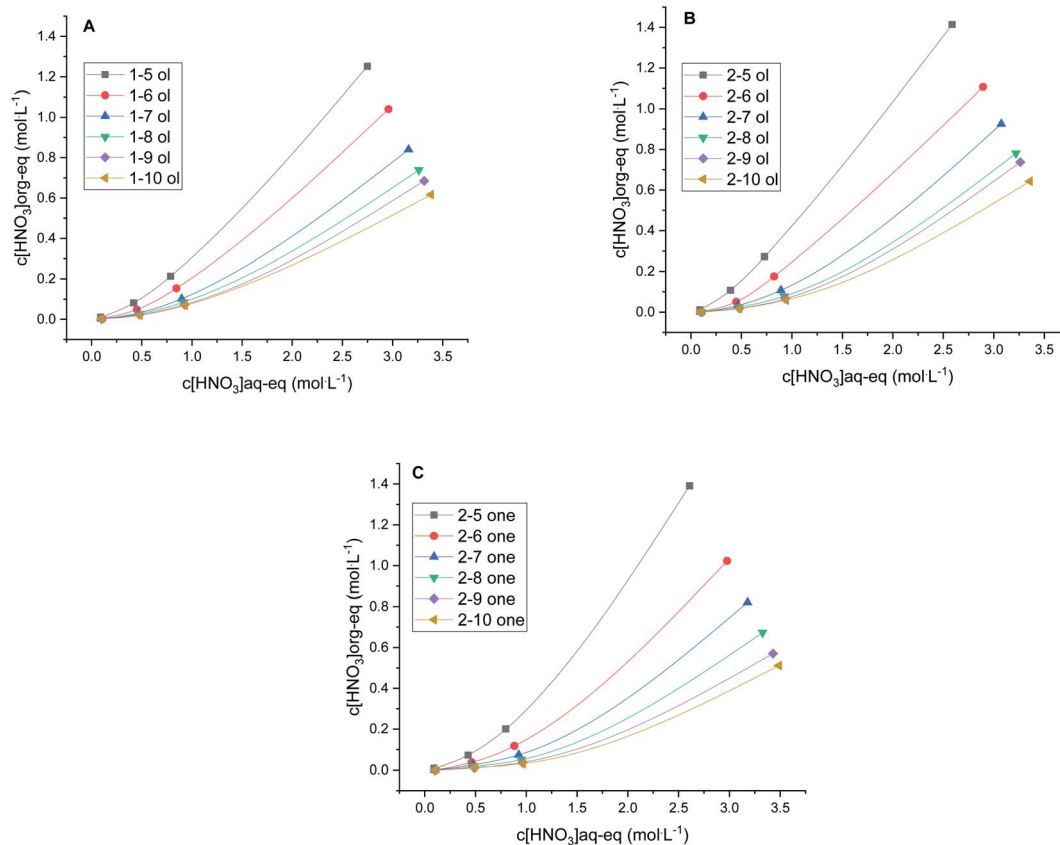 A
1.4
1.2
1.0
0.8
0.6
0.4
0.2
0.0
c[HNO₃]org-eq (mol·L⁻¹)
1-5 ol
1-6 ol
1-7 ol
1-8 ol
1-9 ol
1-10 ol
0.0 0.5 1.0 1.5 2.0 2.5 3.0 3.5
c[HNO₃]aq-eq (mol·L⁻¹)
B
1.4
1.2
1.0
0.8
0.6
0.4
0.2
0.0
c[HNO₃]org-eq (mol·L⁻¹)
2-5 ol
2-6 ol
2-7 ol
2-8 ol
2-9 ol
2-10 ol
0.0 0.5 1.0 1.5 2.0 2.5 3.0 3.5
c[HNO₃]aq-eq (mol·L⁻¹)
C
1.4
1.2
1.0
0.8
0.6
0.4
0.2
0.0
c[HNO₃]org-eq (mol·L⁻¹)
2-5 one
2-6 one
2-7 one
2-8 one
2-9 one
2-10 one
0.0 0.5 1.0 1.5 2.0 2.5 3.0 3.5
c[HNO₃]aq-eq (mol·L⁻¹)